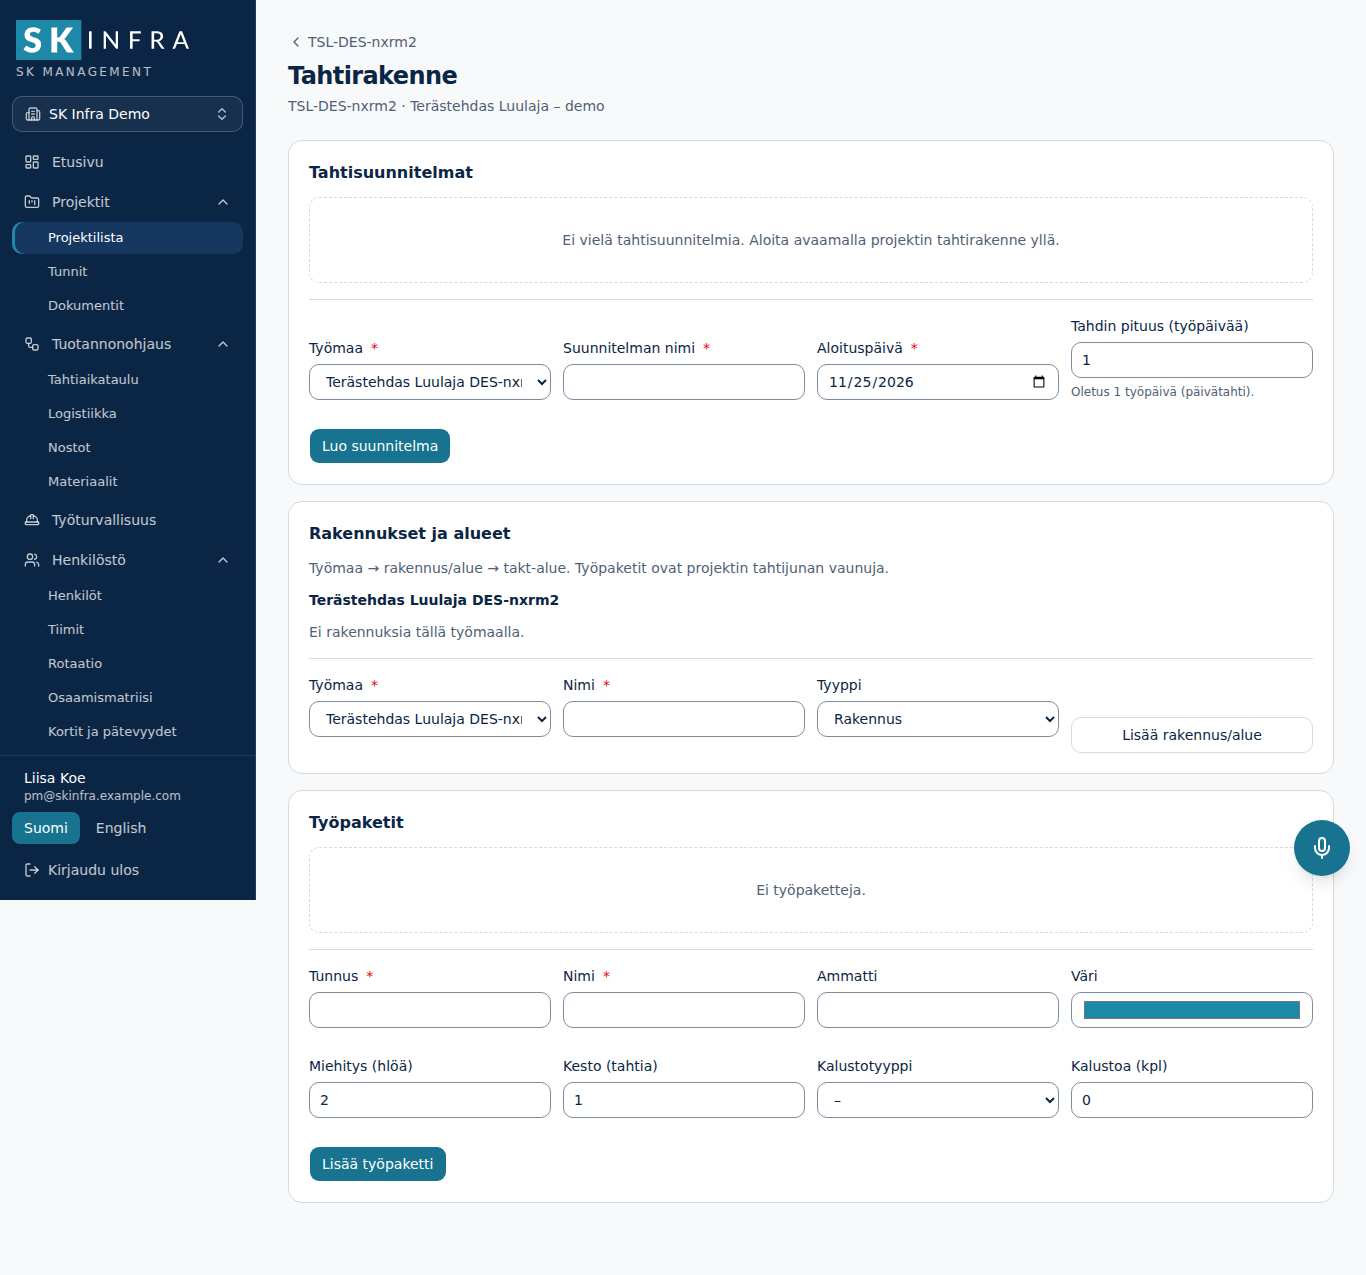 SK INFRA
SK MANAGEMENT
SK Infra Demo
Etusivu
Projektit
Projektilista
Tunnit
Dokumentit
Tuotannonohjaus
Tahtiaikataulu
Logistiikka
Nostot
Materiaalit
Työturvallisuus
Henkilöstö
Henkilöt
Tiimit
Rotaatio
Osaamismatriisi
Kortit ja pätevyydet
Liisa Koe
pm@skinfra.example.com
Suomi English
Kirjaudu ulos
TSL-DES-nxrm2
Tahtirakenne
TSL-DES-nxrm2 · Terästehdas Luulaja – demo
Tahtisuunnitelmat
Ei vielä tahtisuunnitelmia. Aloita avaamalla projektin tahtirakenne yllä.
Työmaa * Suunnitelman nimi * Aloituspäivä * Tahdin pituus (työpäivää)
Terästehdas Luulaja DES-nxr 11/25/2026 1
Oletus 1 työpäivä (päivätahti).
Luo suunnitelma
Rakennukset ja alueet
Työmaa → rakennus/alue → takt-alue. Työpaketit ovat projektin tahtijunan vaunuja.
Terästehdas Luulaja DES-nxrm2
Ei rakennuksia tällä työmaalla.
Työmaa * Nimi * Tyyppi
Terästehdas Luulaja DES-nxr Rakennus Lisää rakennus/alue
Työpaketit
Ei työpaketteja.
Tunnus * Nimi * Ammatti Väri
Miehitys (hlöä) Kesto (tahtia) Kalustotyyppi Kalustoa (kpl)
2 1 – 0
Lisää työpaketti